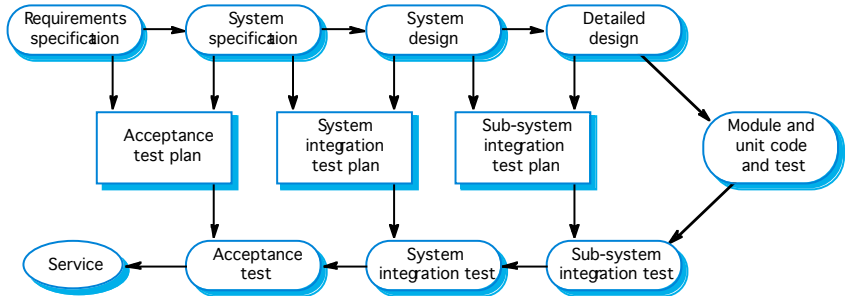 Requirements
specification
System
specification
System
design
Detailed
design
Acceptance
test plan
System
integration
test plan
Sub-system
integration
test plan
Module and
unit code
and test
Service
Acceptance
test
System
integration test
Sub-system
integration test